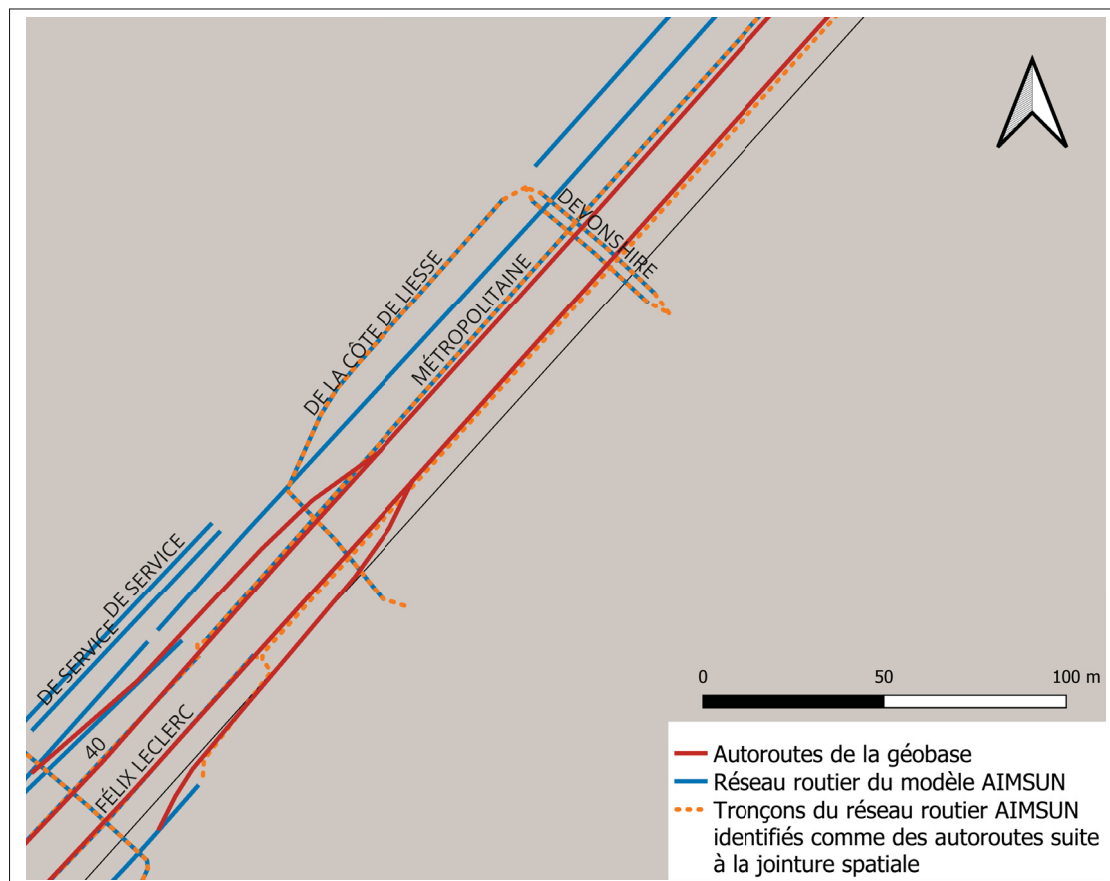 DEVONSHIRE
DE LA CÔTE DE LIESSE
MÉTROPOLITAINE
DE SERVICE
DE SERVICE
40
FÉLIX LECLERC
0 50 100 m
Autoroutes de la géobase
Réseau routier du modèle AIMSUN
Tronçons du réseau routier AIMSUN
identifiés comme des autoroutes suite
à la jointure spatiale